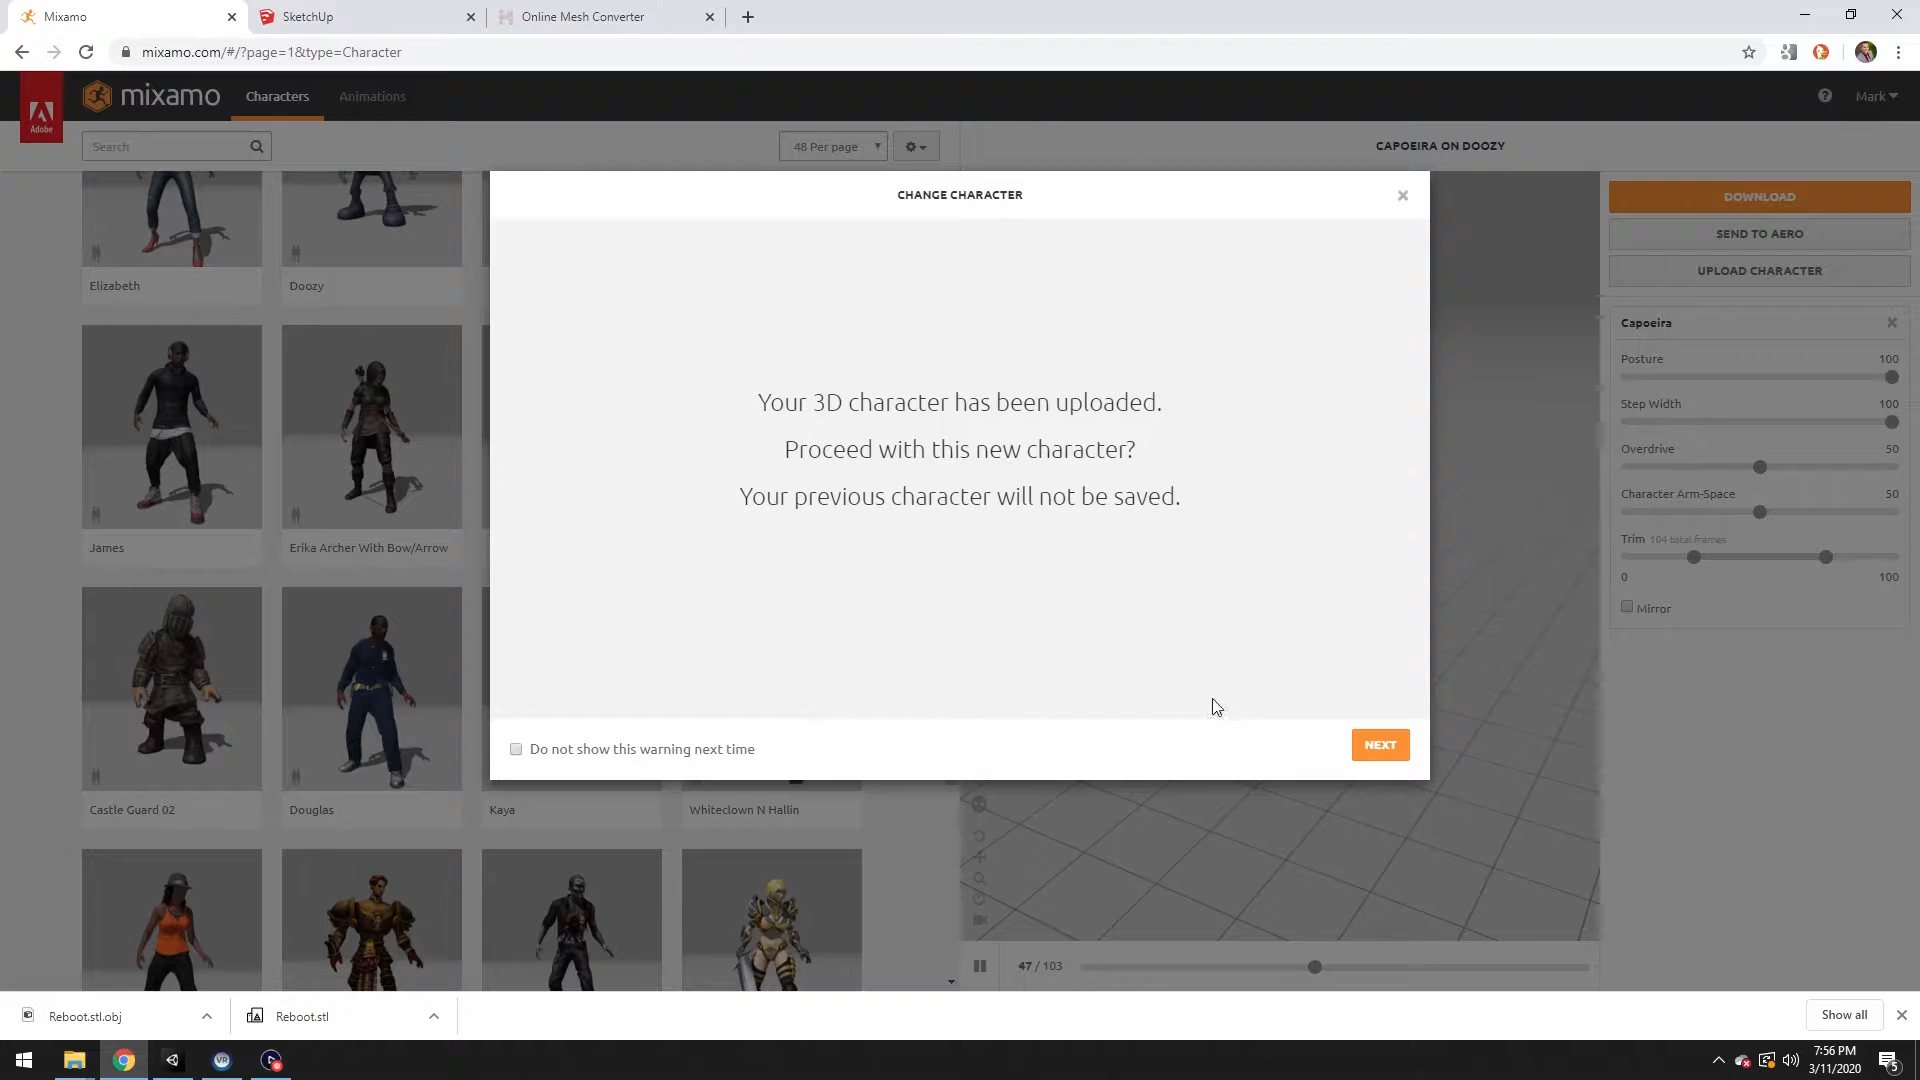 Mixamo
SketchUp
Online Mesh Converter
mixamo.com/#/?page=1&type=Character
Adobe
mixamo
Characters
Animations
Mark
Search
48 Per page
CAPOEIRA ON DOOZY
CHANGE CHARACTER
Your 3D character has been uploaded.
Proceed with this new character?
Your previous character will not be saved.
Do not show this warning next time
NEXT
DOWNLOAD
SEND TO AERO
UPLOAD CHARACTER
Capoeira
Posture 100
Step Width 100
Overdrive 50
Character Arm-Space 50
Trim 104 total frames
0 100
Mirror
Elizabeth
Doozy
James
Erika Archer With Bow/Arrow
Castle Guard 02
Douglas
Kaya
Whiteclown N Hallin
47 / 103
Reboot.stl.obj
Reboot.stl
Show all
VR
7:56 PM
3/11/2020
5